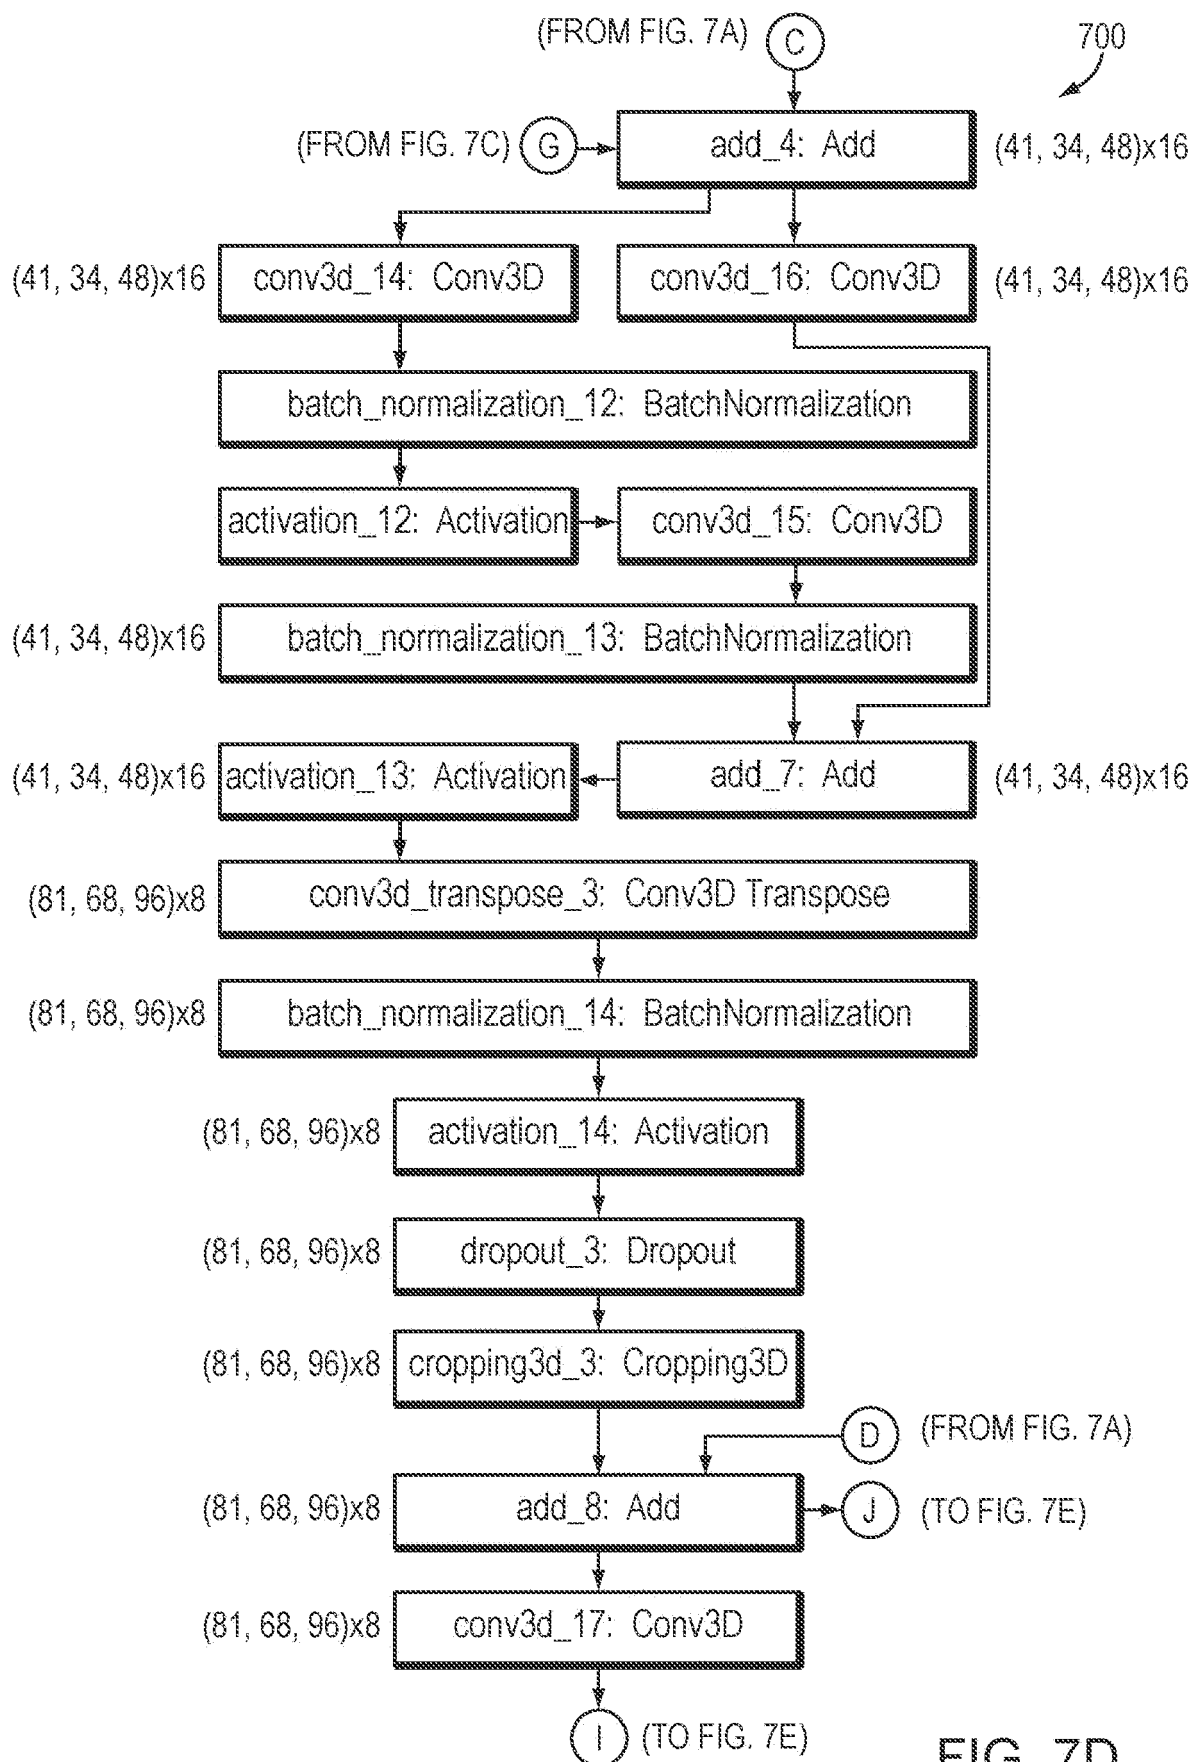 (FROM FIG. 7A) C
700
(FROM FIG. 7C) G add_4: Add (41, 34, 48)x16
(41, 34, 48)x16 conv3d_14: Conv3D conv3d_16: Conv3D (41, 34, 48)x16
batch_normalization_12: BatchNormalization
activation_12: Activation conv3d_15: Conv3D
(41, 34, 48)x16 batch_normalization_13: BatchNormalization
(41, 34, 48)x16 activation_13: Activation add_7: Add (41, 34, 48)x16
(81, 68, 96)x8 conv3d_transpose_3: Conv3D Transpose
(81, 68, 96)x8 batch_normalization_14: BatchNormalization
(81, 68, 96)x8 activation_14: Activation
(81, 68, 96)x8 dropout_3: Dropout
(81, 68, 96)x8 cropping3d_3: Cropping3D
D (FROM FIG. 7A)
(81, 68, 96)x8 add_8: Add J (TO FIG. 7E)
(81, 68, 96)x8 conv3d_17: Conv3D
I (TO FIG. 7E)
FIG. 7D